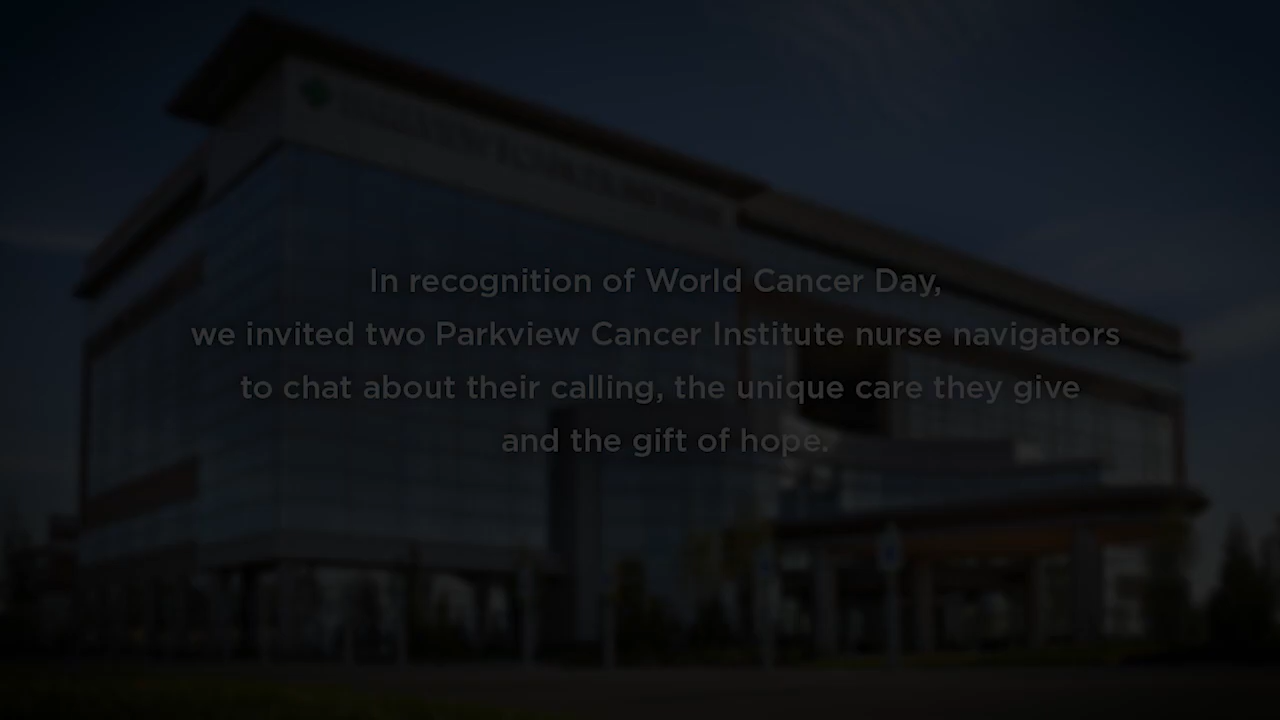 In recognition of World Cancer Day,
we invited two Parkview Cancer Institute nurse navigators
to chat about their calling, the unique care they give
and the gift of hope.